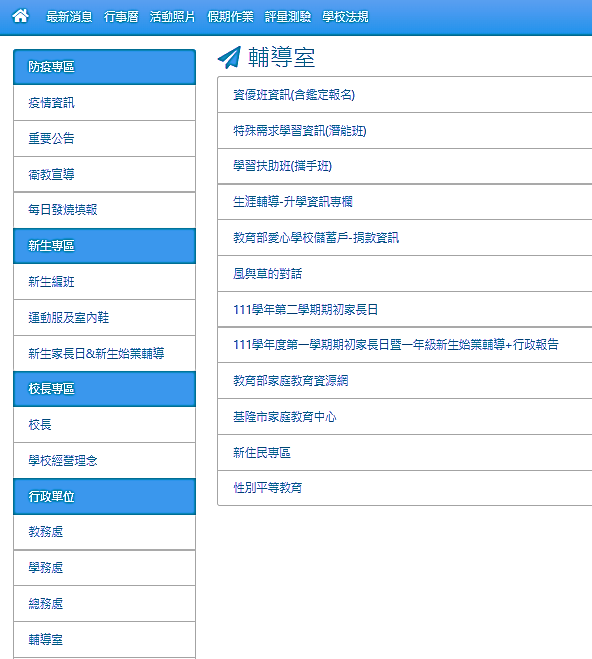 最新消息 行事曆 活動照片 假期作業 評量測驗 學校法規
防疫專區
疫情資訊
重要公告
衛教宣導
每日發燒填報
新生專區
新生編班
運動服及室內鞋
新生家長日&新生始業輔導
校長專區
校長
學校經營理念
行政單位
教務處
學務處
總務處
輔導室
輔導室
資優班資訊(含鑑定報名)
特殊需求學習資訊(潛能班)
學習扶助班(攜手班)
生涯輔導-升學資訊專欄
教育部愛心學校儲蓄戶-捐款資訊
風與草的對話
111學年第二學期期初家長日
111學年度第一學期期初家長日暨一年級新生始業輔導+行政報告
教育部家庭教育資源網
基隆市家庭教育中心
新住民專區
性別平等教育